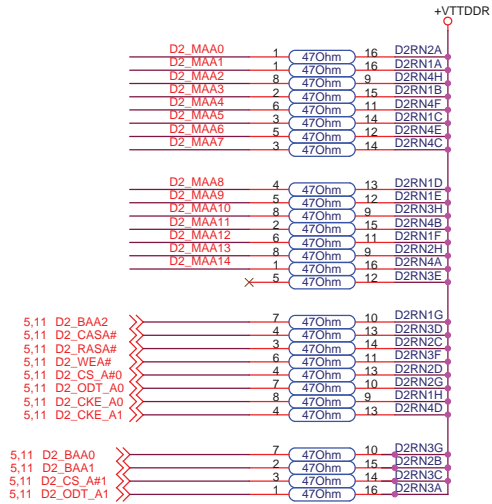 +VTTDDR
D2_MAA0 1 47Ohm 16 D2RN2A
D2_MAA1 1 47Ohm 16 D2RN1A
D2_MAA2 8 47Ohm 9 D2RN4H
D2_MAA3 2 47Ohm 15 D2RN1B
D2_MAA4 6 47Ohm 11 D2RN4F
D2_MAA5 3 47Ohm 14 D2RN1C
D2_MAA6 5 47Ohm 12 D2RN4E
D2_MAA7 3 47Ohm 14 D2RN4C
D2_MAA8 4 47Ohm 13 D2RN1D
D2_MAA9 5 47Ohm 12 D2RN1E
D2_MAA10 8 47Ohm 9 D2RN3H
D2_MAA11 2 47Ohm 15 D2RN4B
D2_MAA12 6 47Ohm 11 D2RN1F
D2_MAA13 8 47Ohm 9 D2RN2H
D2_MAA14 1 47Ohm 16 D2RN4A
5 47Ohm 12 D2RN3E
5,11 D2_BAA2 7 47Ohm 10 D2RN1G
5,11 D2_CASA# 4 47Ohm 13 D2RN3D
5,11 D2_RASA# 3 47Ohm 14 D2RN2C
5,11 D2_WEA# 6 47Ohm 11 D2RN3F
5,11 D2_CS_A#0 4 47Ohm 13 D2RN2D
5,11 D2_ODT_A0 7 47Ohm 10 D2RN2G
5,11 D2_CKE_A0 8 47Ohm 9 D2RN1H
5,11 D2_CKE_A1 4 47Ohm 13 D2RN4D
5,11 D2_BAA0 7 47Ohm 10 D2RN3G
5,11 D2_BAA1 2 47Ohm 15 D2RN2B
5,11 D2_CS_A#1 3 47Ohm 14 D2RN3C
5,11 D2_ODT_A1 1 47Ohm 16 D2RN3A